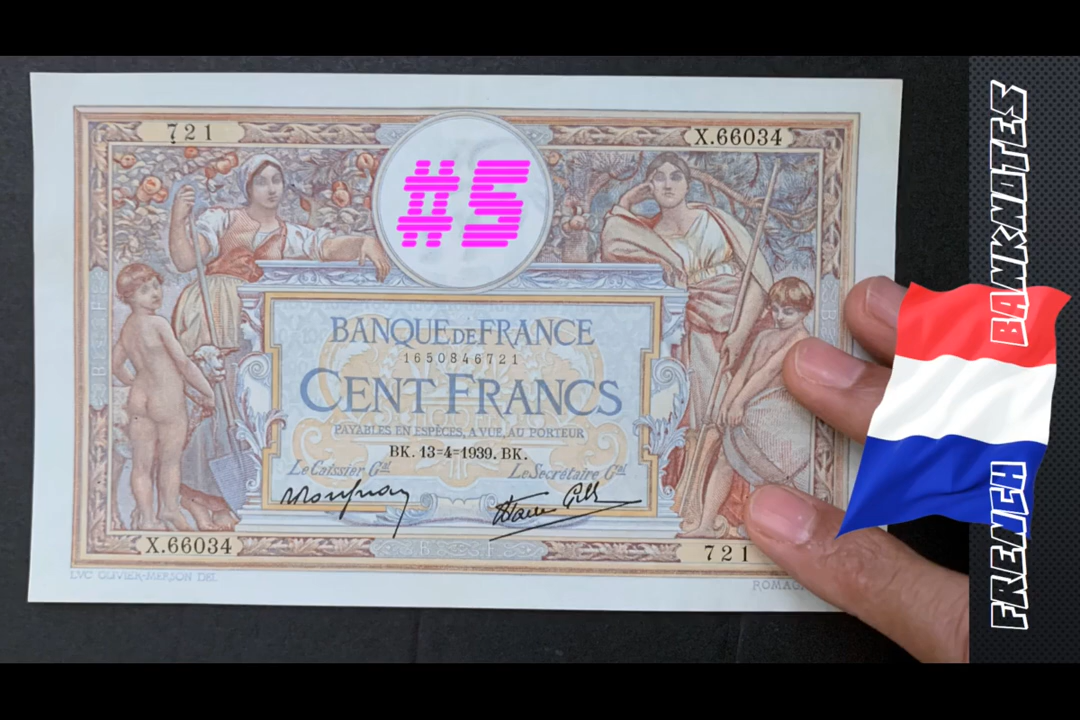 721
X.66034
#5
BANQUE DE FRANCE
1650846721
CENT FRANCS
PAYABLES EN ESPÈCES, A VUE, AU PORTEUR
BK. 13=4=1939. BK.
Le Caissier Gal
Le Secrétaire Gal
X.66034
721
LVC OLIVIER-MERSON DEL
FRENCH BANKNOTES